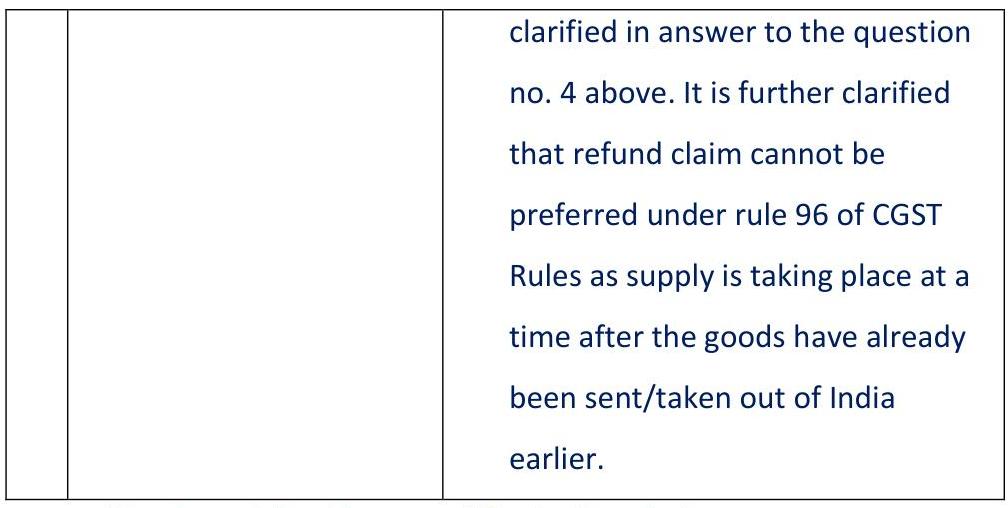 clarified in answer to the question
no. 4 above. It is further clarified
that refund claim cannot be
preferred under rule 96 of CGST
Rules as supply is taking place at a
time after the goods have already
been sent/taken out of India
earlier.